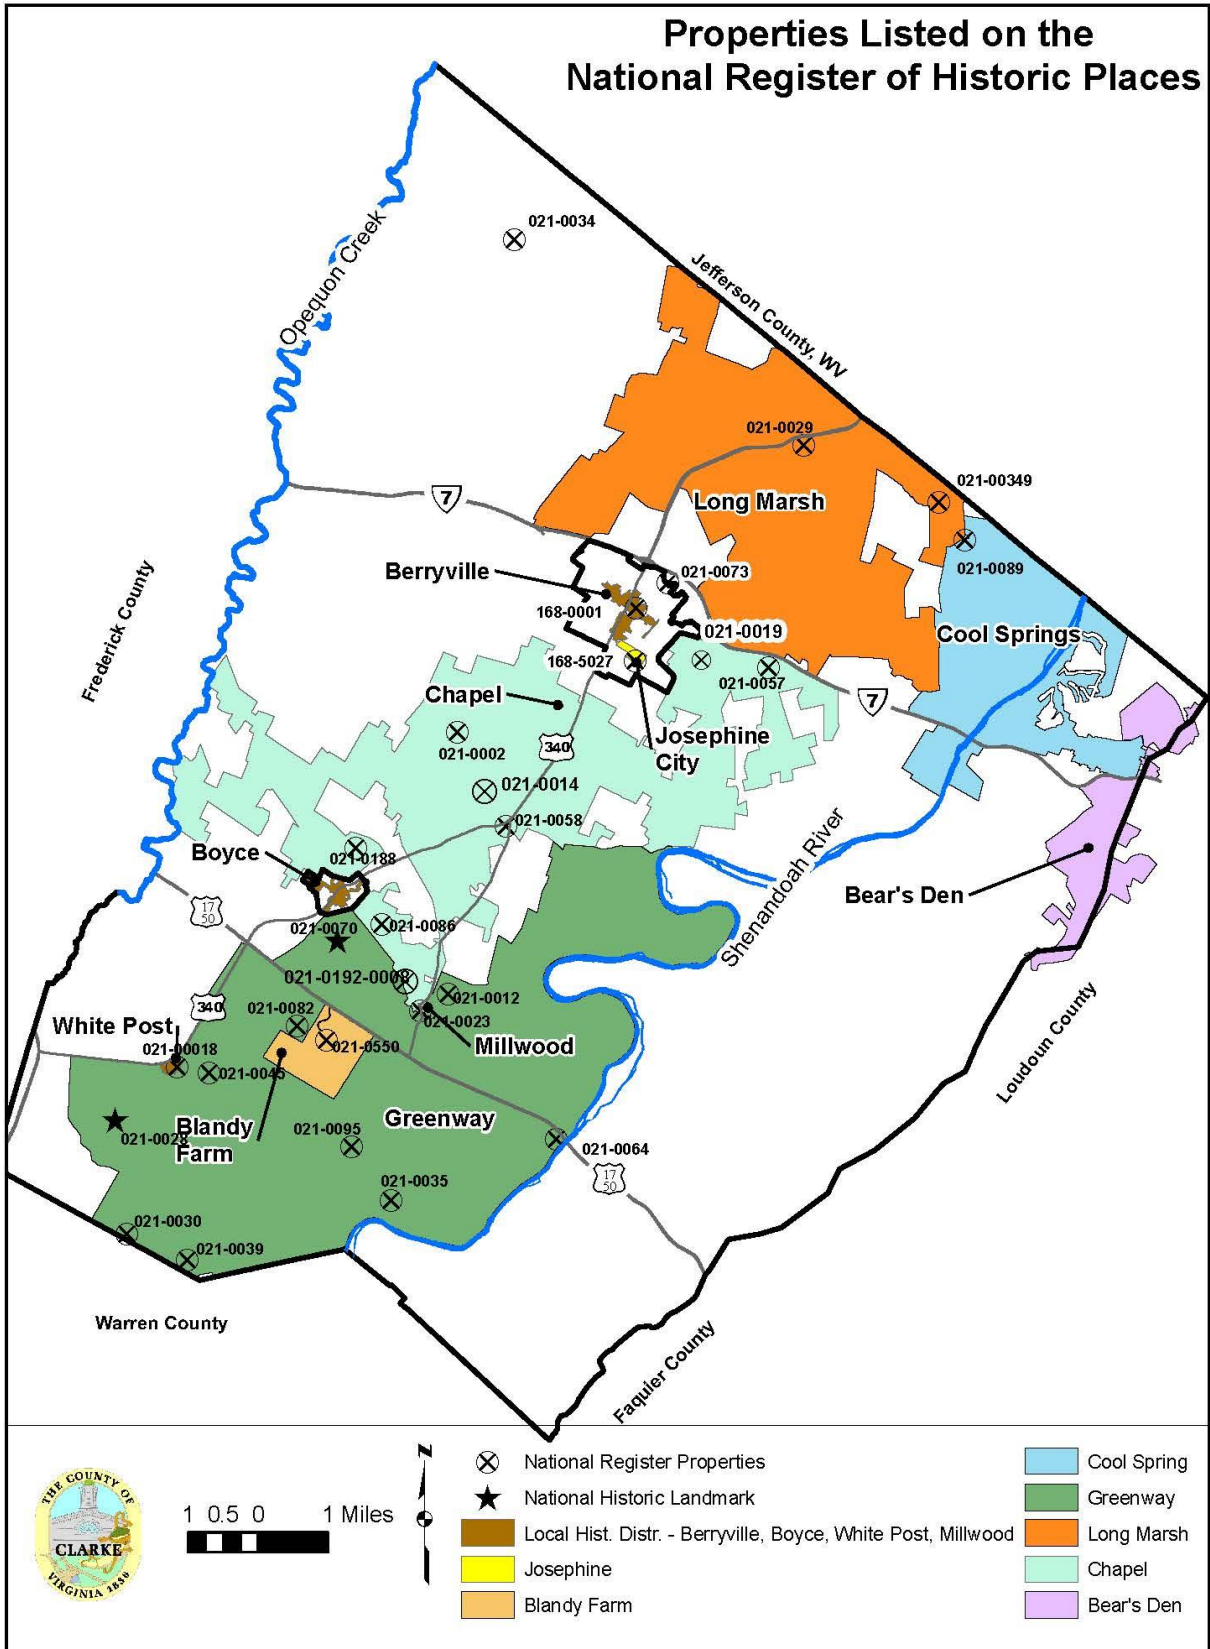 Properties Listed on the
National Register of Historic Places
021-0034
Opequon Creek
Jefferson County, WV
021-0029
021-00349
7
Long Marsh
021-0089
Berryville
021-0073
168-0001
021-0019
Cool Springs
Frederick County
168-5027
021-0057
Chapel
7
Josephine
City
340
021-0002
021-0014
021-0058
Shenandoah River
Boyce
021-0188
Bear's Den
17
50
021-0086
021-0070
021-0192-0008
021-0012
340
021-0082
021-0023
White Post
021-00018
021-0550
Millwood
021-0045
Loudoun County
Blandy
Farm
Greenway
021-0028
021-0095
021-0064
17
50
021-0035
021-0030
021-0039
Warren County
Faquier County
THE COUNTY OF
CLARKE
VIRGINIA 1836
1 0.5 0 1 Miles
N
National Register Properties
National Historic Landmark
Local Hist. Distr. - Berryville, Boyce, White Post, Millwood
Josephine
Blandy Farm
Cool Spring
Greenway
Long Marsh
Chapel
Bear's Den